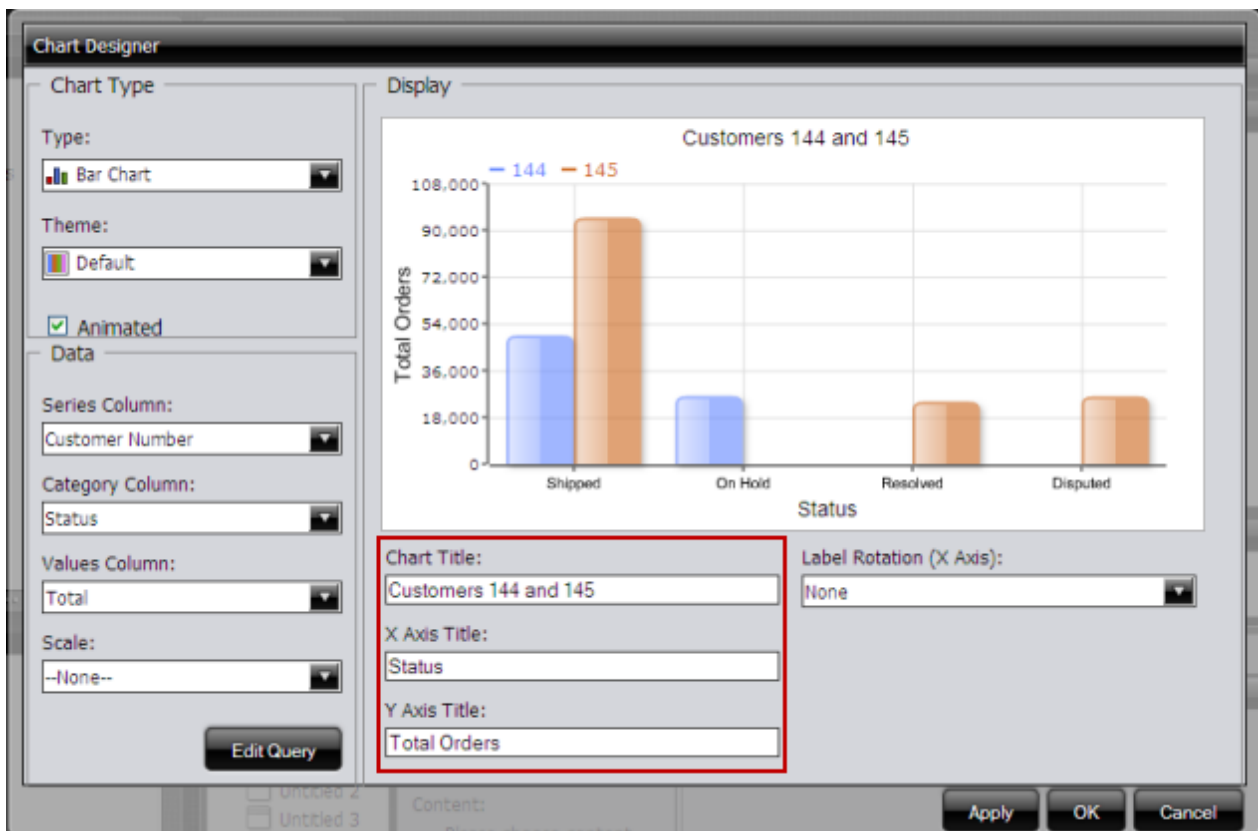 Chart Designer
Chart Type
Type:
Bar Chart
Theme:
Default
Animated
Data
Series Column:
Customer Number
Category Column:
Status
Values Column:
Total
Scale:
--None--
Edit Query
Display
Customers 144 and 145
144 145
108,000
90,000
72,000
54,000
36,000
18,000
0
Total Orders
Shipped On Hold Resolved Disputed
Status
Chart Title:
Customers 144 and 145
X Axis Title:
Status
Y Axis Title:
Total Orders
Label Rotation (X Axis):
None
Untitled 2
Untitled 3
Content:
Please change content
Apply OK Cancel